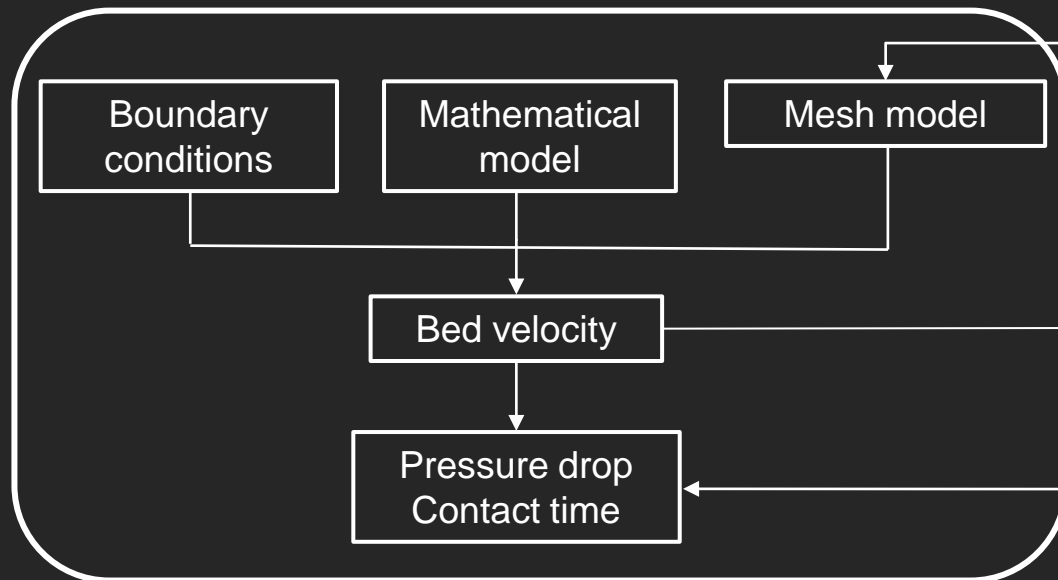 Boundary
conditions
Mathematical
model
Mesh model
Bed velocity
Pressure drop
Contact time